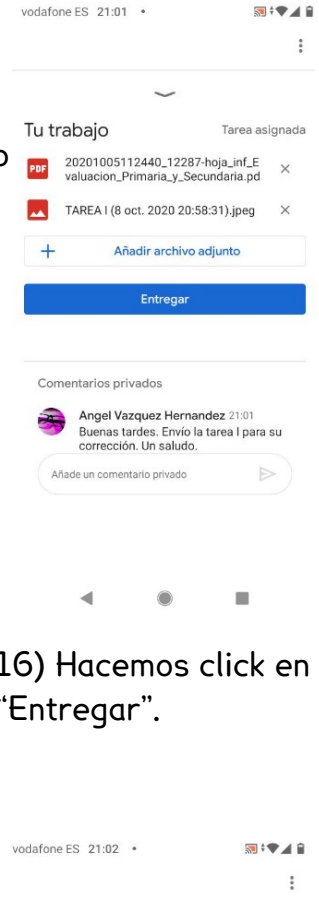 vodafone ES 21:01
Tu trabajo
Tarea asignada
o
PDF
20201005112440_12287-hoja_inf_E
valuacion_Primaria_y_Secundaria.pd
TAREA I (8 oct. 2020 20:58:31).jpeg
+ Añadir archivo adjunto
Entregar
Comentarios privados
Angel Vazquez Hernandez 21:01
Buenas tardes. Envío la tarea I para su
corrección. Un saludo.
Añade un comentario privado
16) Hacemos click en
“Entregar”.
vodafone ES 21:02